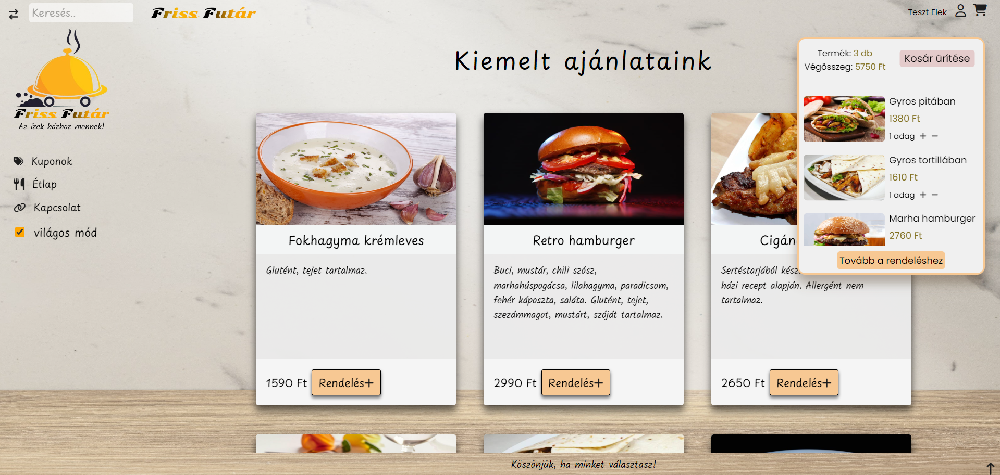 Keresés..
Friss Futár
Teszt Elek
Friss Futár
Az ízek házhoz mennek!
Kuponok
Étlap
Kapcsolat
világos mód
Kiemelt ajánlataink
Termék: 3 db
Végösszeg: 5750 Ft
Kosár ürítése
Gyros pitában
1380 Ft
1 adag + −
Gyros tortillában
1610 Ft
1 adag + −
Marha hamburger
2760 Ft
Tovább a rendeléshez
Fokhagyma krémleves
Glutént, tejet tartalmaz.
1590 Ft Rendelés+
Retro hamburger
Buci, mustár, chili szósz,
marhahúspogácsa, lilahagyma, paradicsom,
fehér káposzta, saláta. Glutént, tejet,
szezámmagot, mustárt, szóját tartalmaz.
2990 Ft Rendelés+
Sertéstarjából
házi recept alapján. Allergént nem
tartalmaz.
2650 Ft Rendelés+
Köszönjük, ha minket választasz!